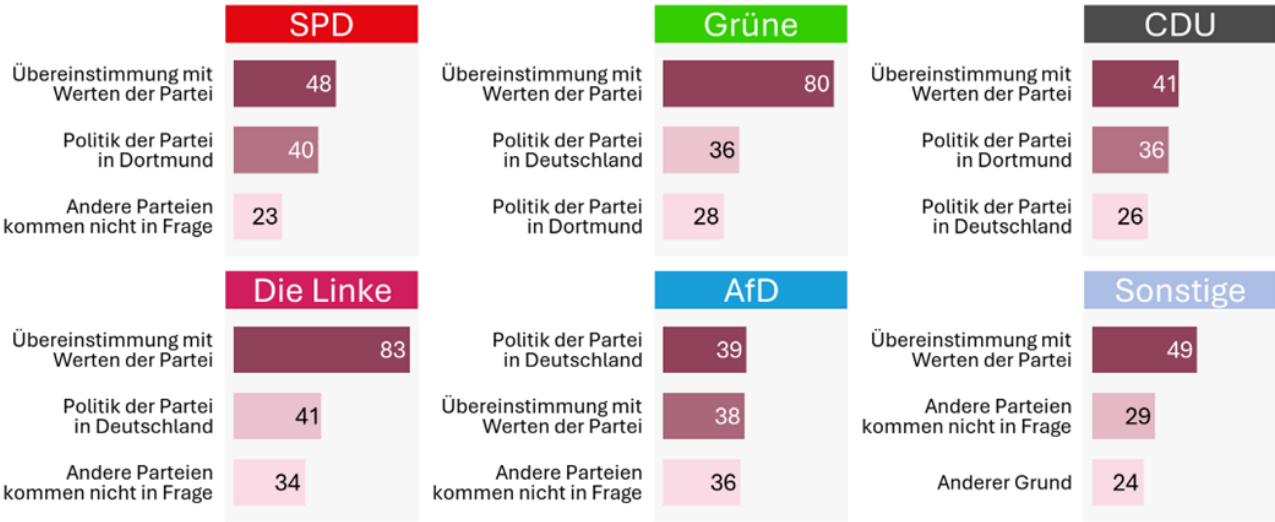 SPD
Übereinstimmung mit
Werten der Partei
48
Politik der Partei
in Dortmund
40
Andere Parteien
kommen nicht in Frage
23
Grüne
Übereinstimmung mit
Werten der Partei
80
Politik der Partei
in Deutschland
36
Politik der Partei
in Dortmund
28
CDU
Übereinstimmung mit
Werten der Partei
41
Politik der Partei
in Dortmund
36
Politik der Partei
in Deutschland
26
Die Linke
Übereinstimmung mit
Werten der Partei
83
Politik der Partei
in Deutschland
41
Andere Parteien
kommen nicht in Frage
34
AfD
Politik der Partei
in Deutschland
39
Übereinstimmung mit
Werten der Partei
38
Andere Parteien
kommen nicht in Frage
36
Sonstige
Übereinstimmung mit
Werten der Partei
49
Andere Parteien
kommen nicht in Frage
29
Anderer Grund
24